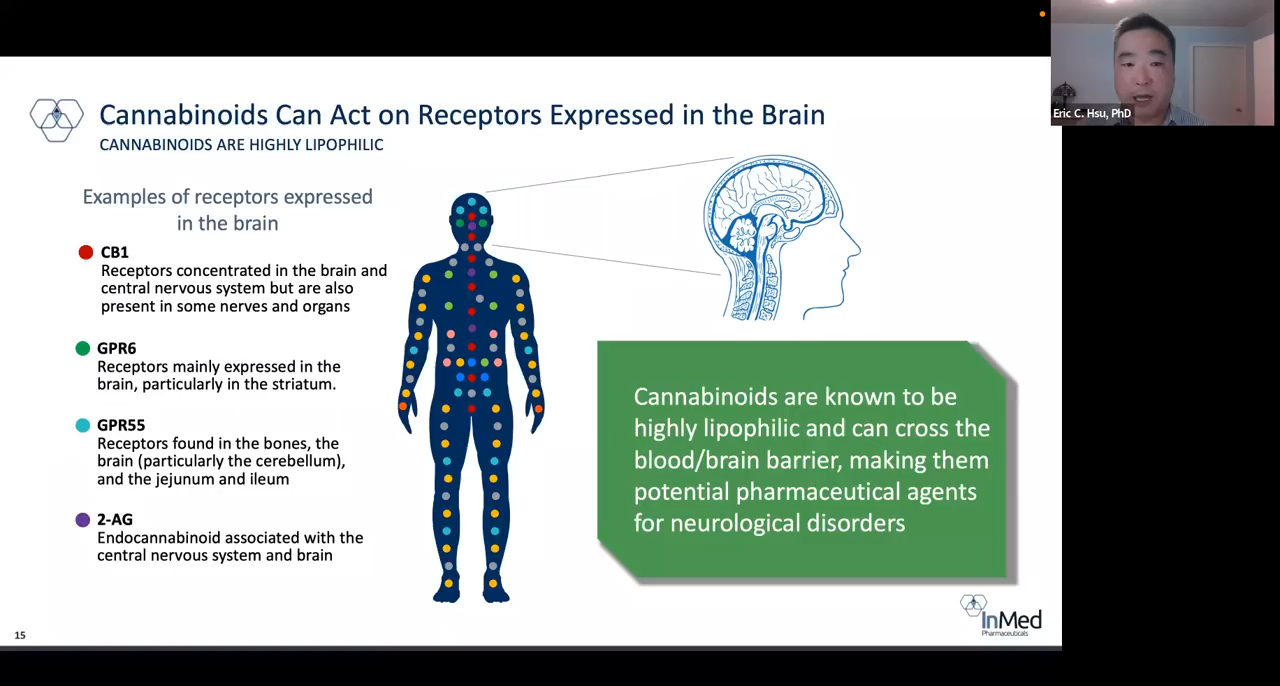 Cannabinoids Can Act on Receptors Expressed in the Brain
CANNABINOIDS ARE HIGHLY LIPOPHILIC
Eric C. Hsu, PhD
Examples of receptors expressed
in the brain
CB1
Receptors concentrated in the brain and
central nervous system but are also
present in some nerves and organs
GPR6
Receptors mainly expressed in the
brain, particularly in the striatum.
GPR55
Receptors found in the bones, the
brain (particularly the cerebellum),
and the jejunum and ileum
2-AG
Endocannabinoid associated with the
central nervous system and brain
Cannabinoids are known to be
highly lipophilic and can cross the
blood/brain barrier, making them
potential pharmaceutical agents
for neurological disorders
15
InMed
Pharmaceuticals